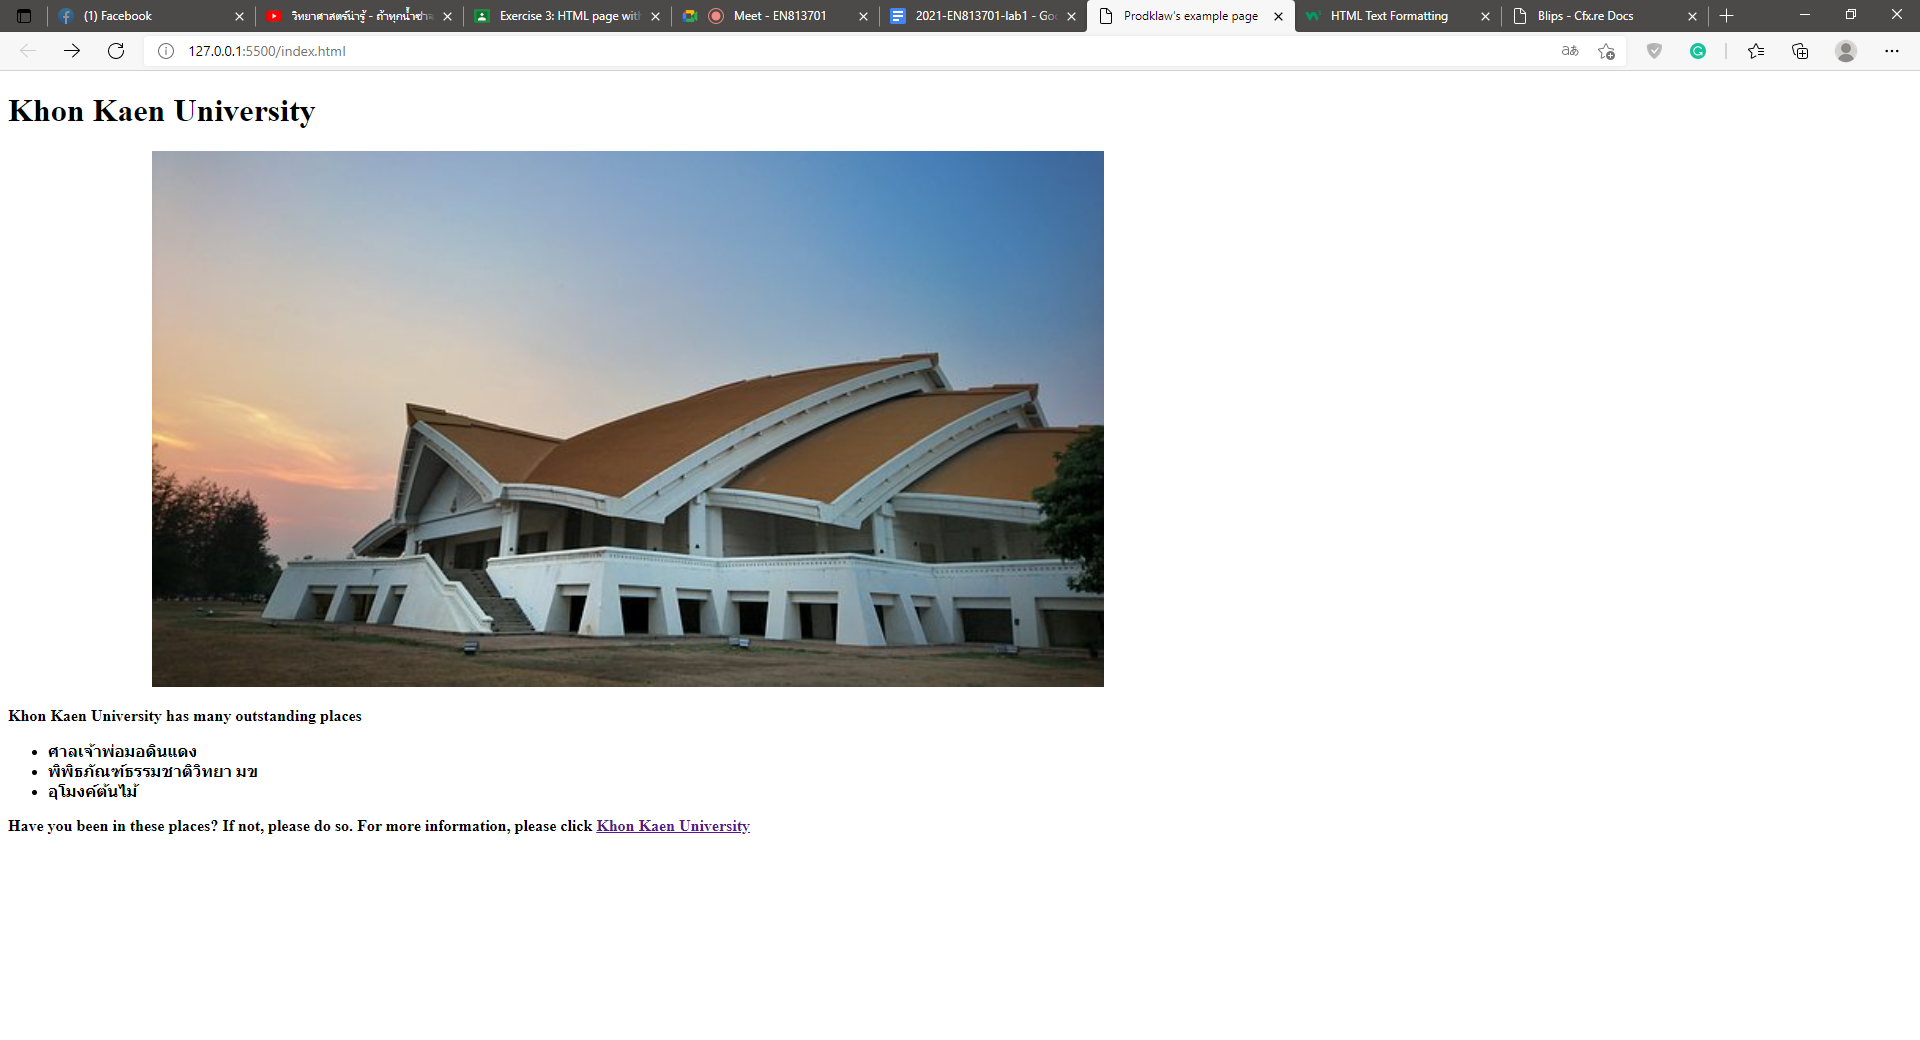 (1) Facebook
วิทยาศาสตร์น่ารู้ - ถ้าทุกน้ำ
Exercise 3: HTML page wit
Meet - EN813701
2021-EN813701-lab1 - Goo
Prodklaw's example page
HTML Text Formatting
Blips - Cfx.re Docs
127.0.0.1:5500/index.html
Khon Kaen University
Khon Kaen University has many outstanding places
• ศาลเจ้าพ่อมอดินแดง
• พิพิธภัณฑ์ธรรมชาติวิทยา มข
• อุโมงค์ต้นไม้
Have you been in these places? If not, please do so. For more information, please click Khon Kaen University